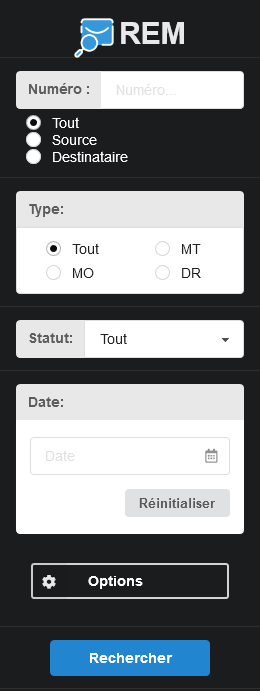 REM
Numéro : Numéro...
Tout
Source
Destinataire
Type:
Tout MT
MO DR
Statut: Tout
Date:
Date
Réinitialiser
Options
Rechercher